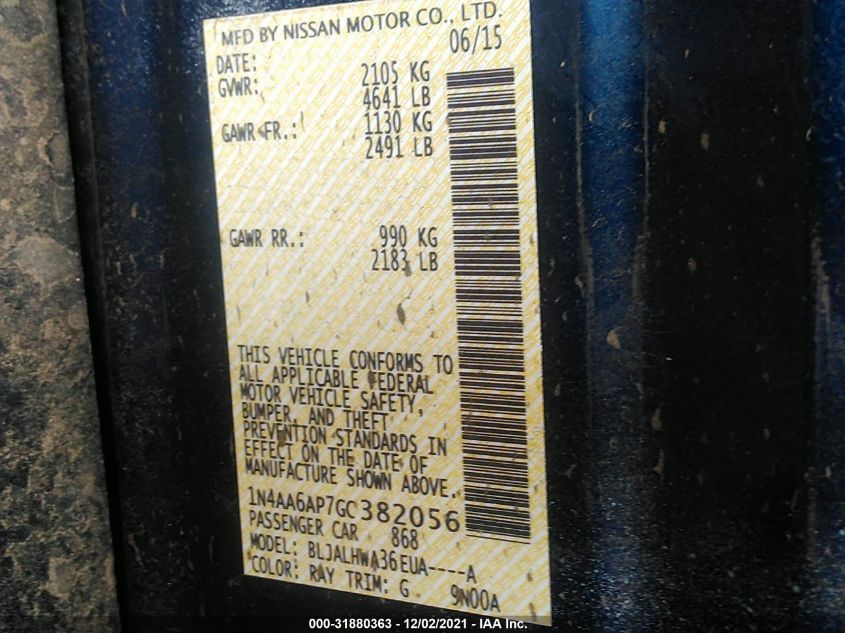 MFD BY NISSAN MOTOR CO., LTD.
DATE: 06/15
GVWR: 2105 KG
4641 LB
GAWR FR.: 1130 KG
2491 LB
GAWR RR.: 990 KG
2183 LB
THIS VEHICLE CONFORMS TO
ALL APPLICABLE FEDERAL
MOTOR VEHICLE SAFETY,
BUMPER, AND THEFT
PREVENTION STANDARDS IN
EFFECT ON THE DATE OF
MANUFACTURE SHOWN ABOVE.
1N4AA6AP7GC382056
PASSENGER CAR 868
MODEL: BLJALHWA36EUA----A
COLOR: RAY TRIM: G 9N00A
000-31880363 - 12/02/2021 - IAA Inc.